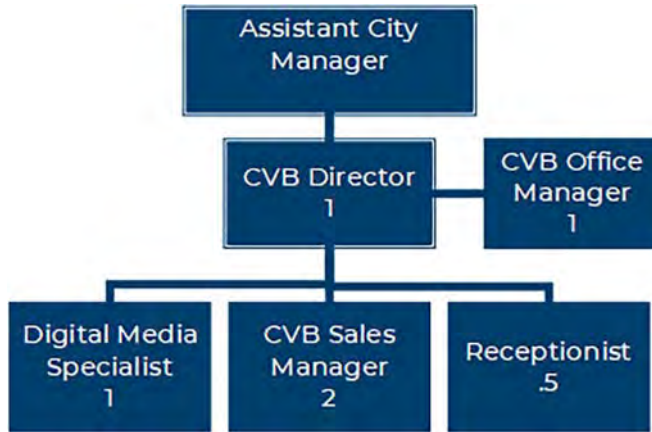 Assistant City
Manager
CVB Director
1
CVB Office
Manager
1
Digital Media
Specialist
1
CVB Sales
Manager
2
Receptionist
.5